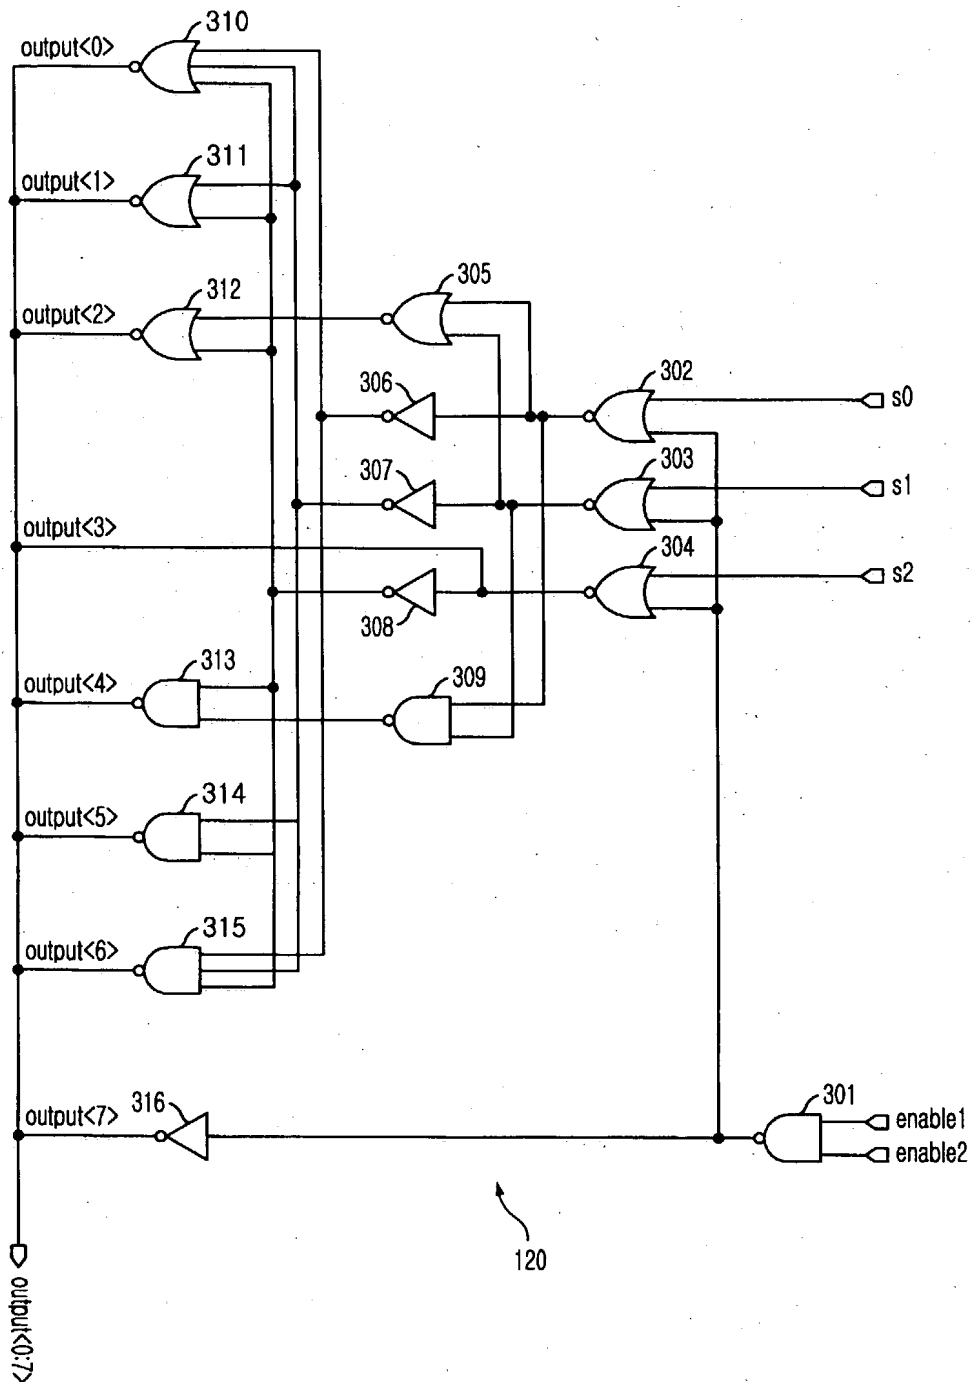 310
output<0>
311
output<1>
305
312
output<2>
302
306
s0
303
307
s1
output<3>
304
s2
308
313
309
output<4>
314
output<5>
315
output<6>
316
301
output<7>
enable1
enable2
120
output<0:7>